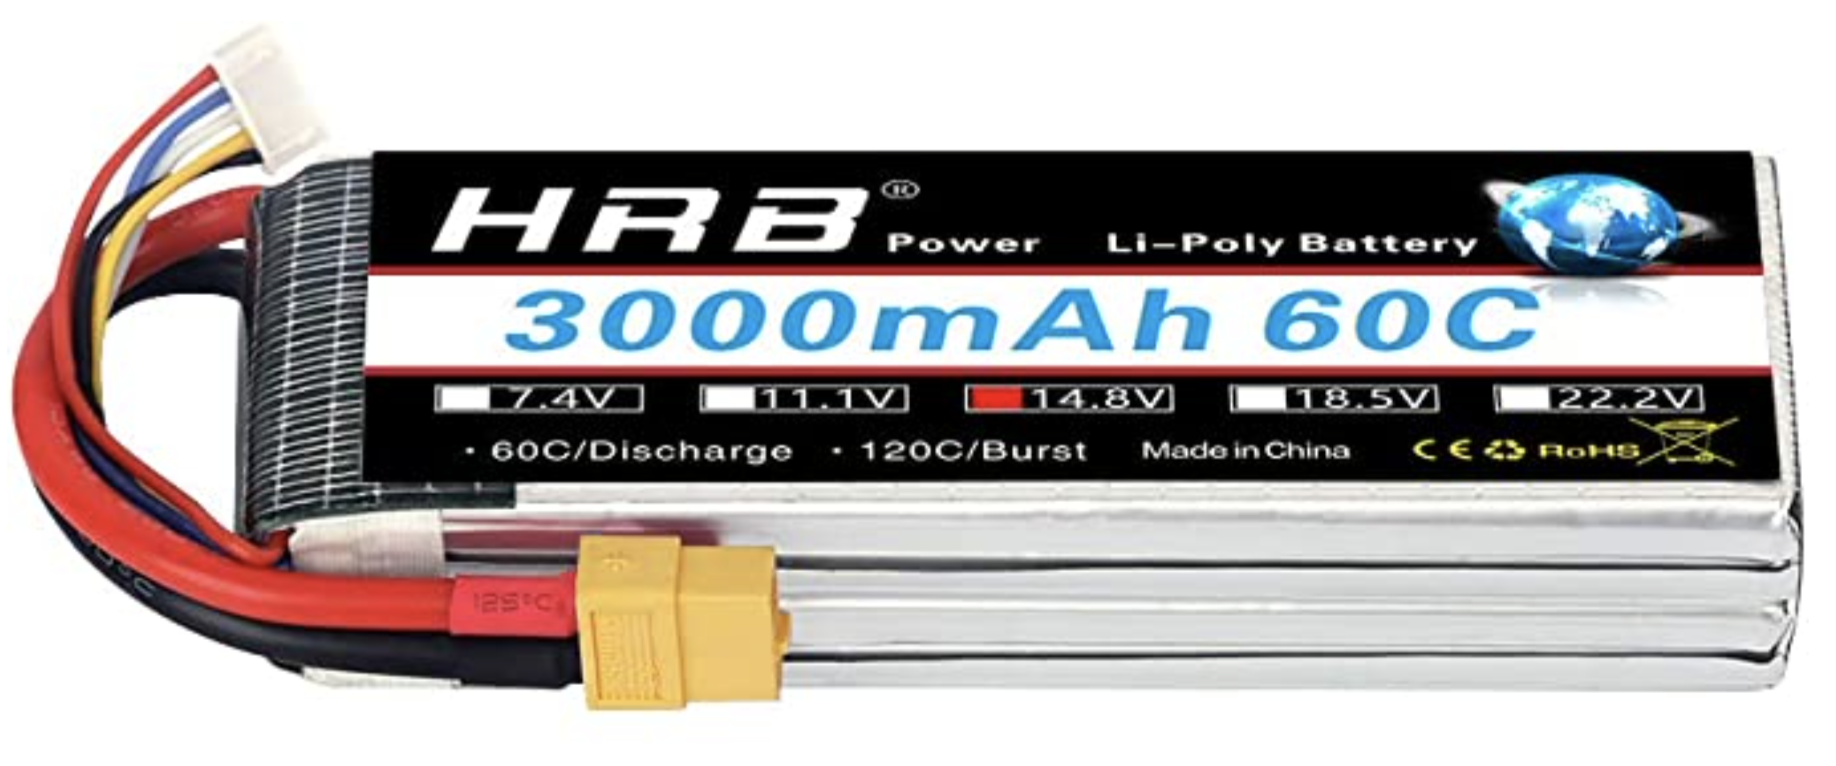 HRB® Power Li-Poly Battery
3000mAh 60C
7.4V 11.1V 14.8V 18.5V 22.2V
· 60C/Discharge · 120C/Burst Made in China CE RoHS
125°C